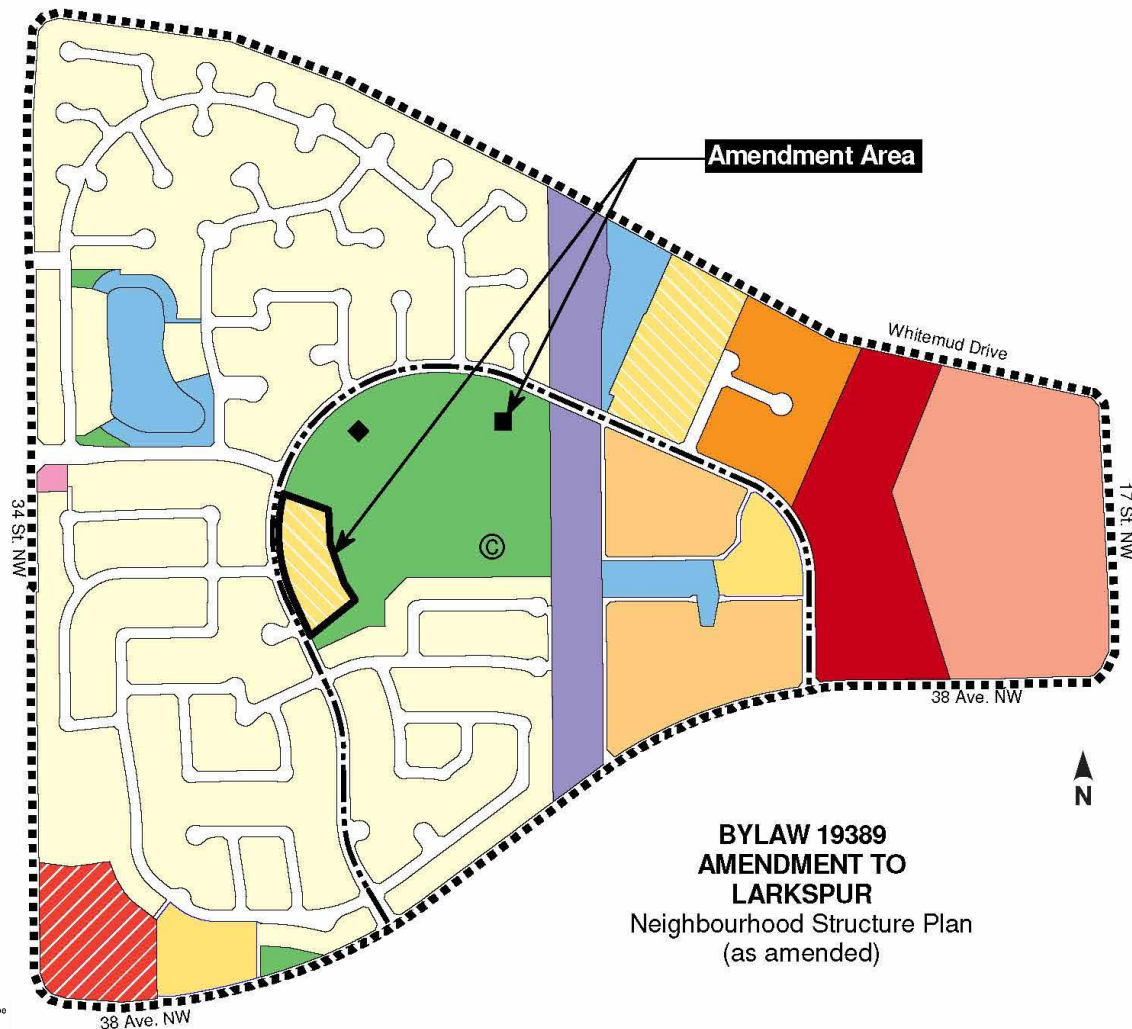 Amendment Area
Whitemud Drive
34 St. NW
17 St. NW
©
38 Ave. NW
N
BYLAW 19389
AMENDMENT TO
LARKSPUR
Neighbourhood Structure Plan
(as amended)
38 Ave. NW